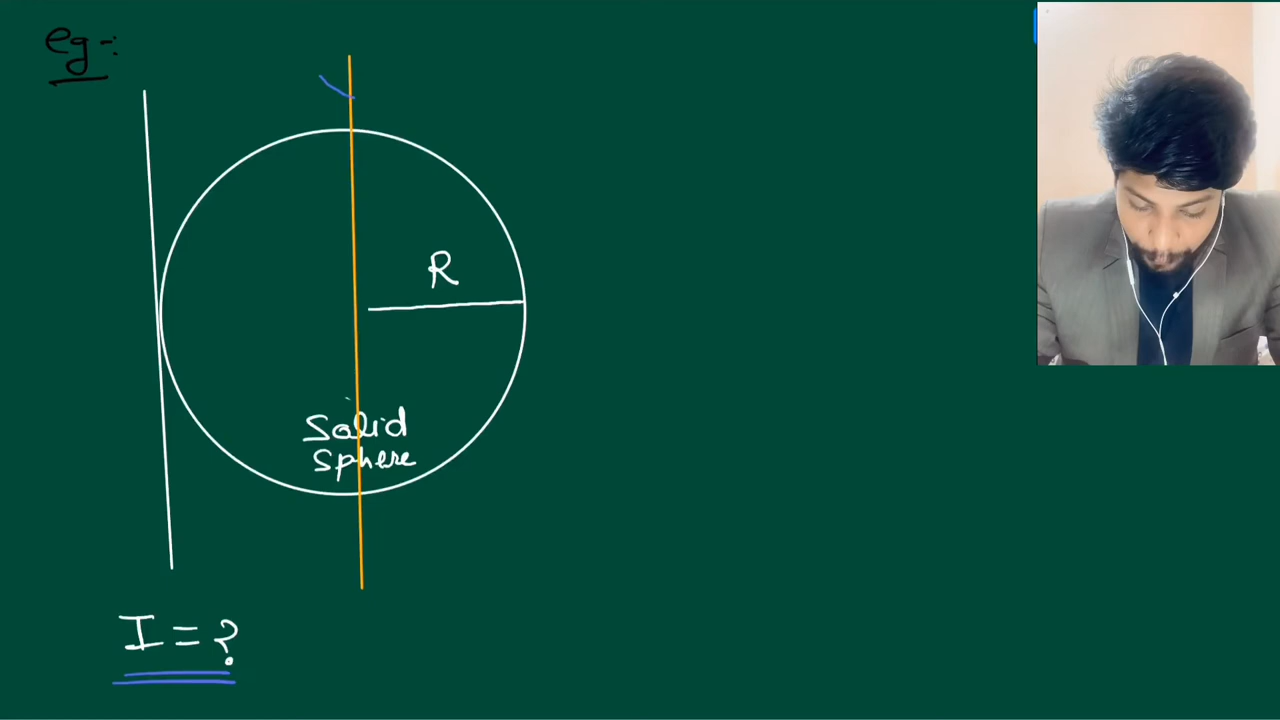 eg -:
R
Solid
sphere
I = ?